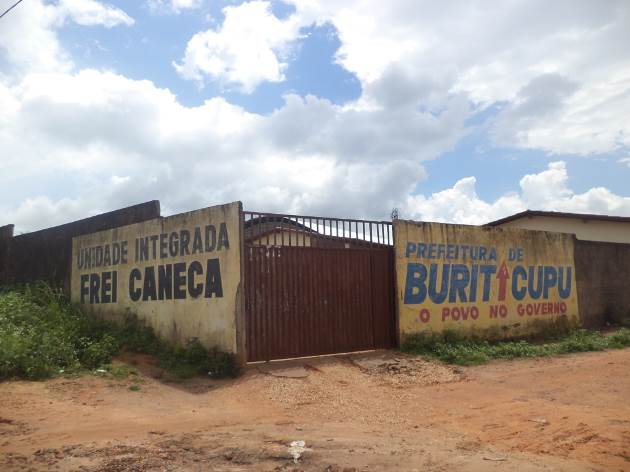 UNIDADE INTEGRADA
FREI CANECA
PREFEITURA DE
BURITICUPU
O POVO NO GOVERNO